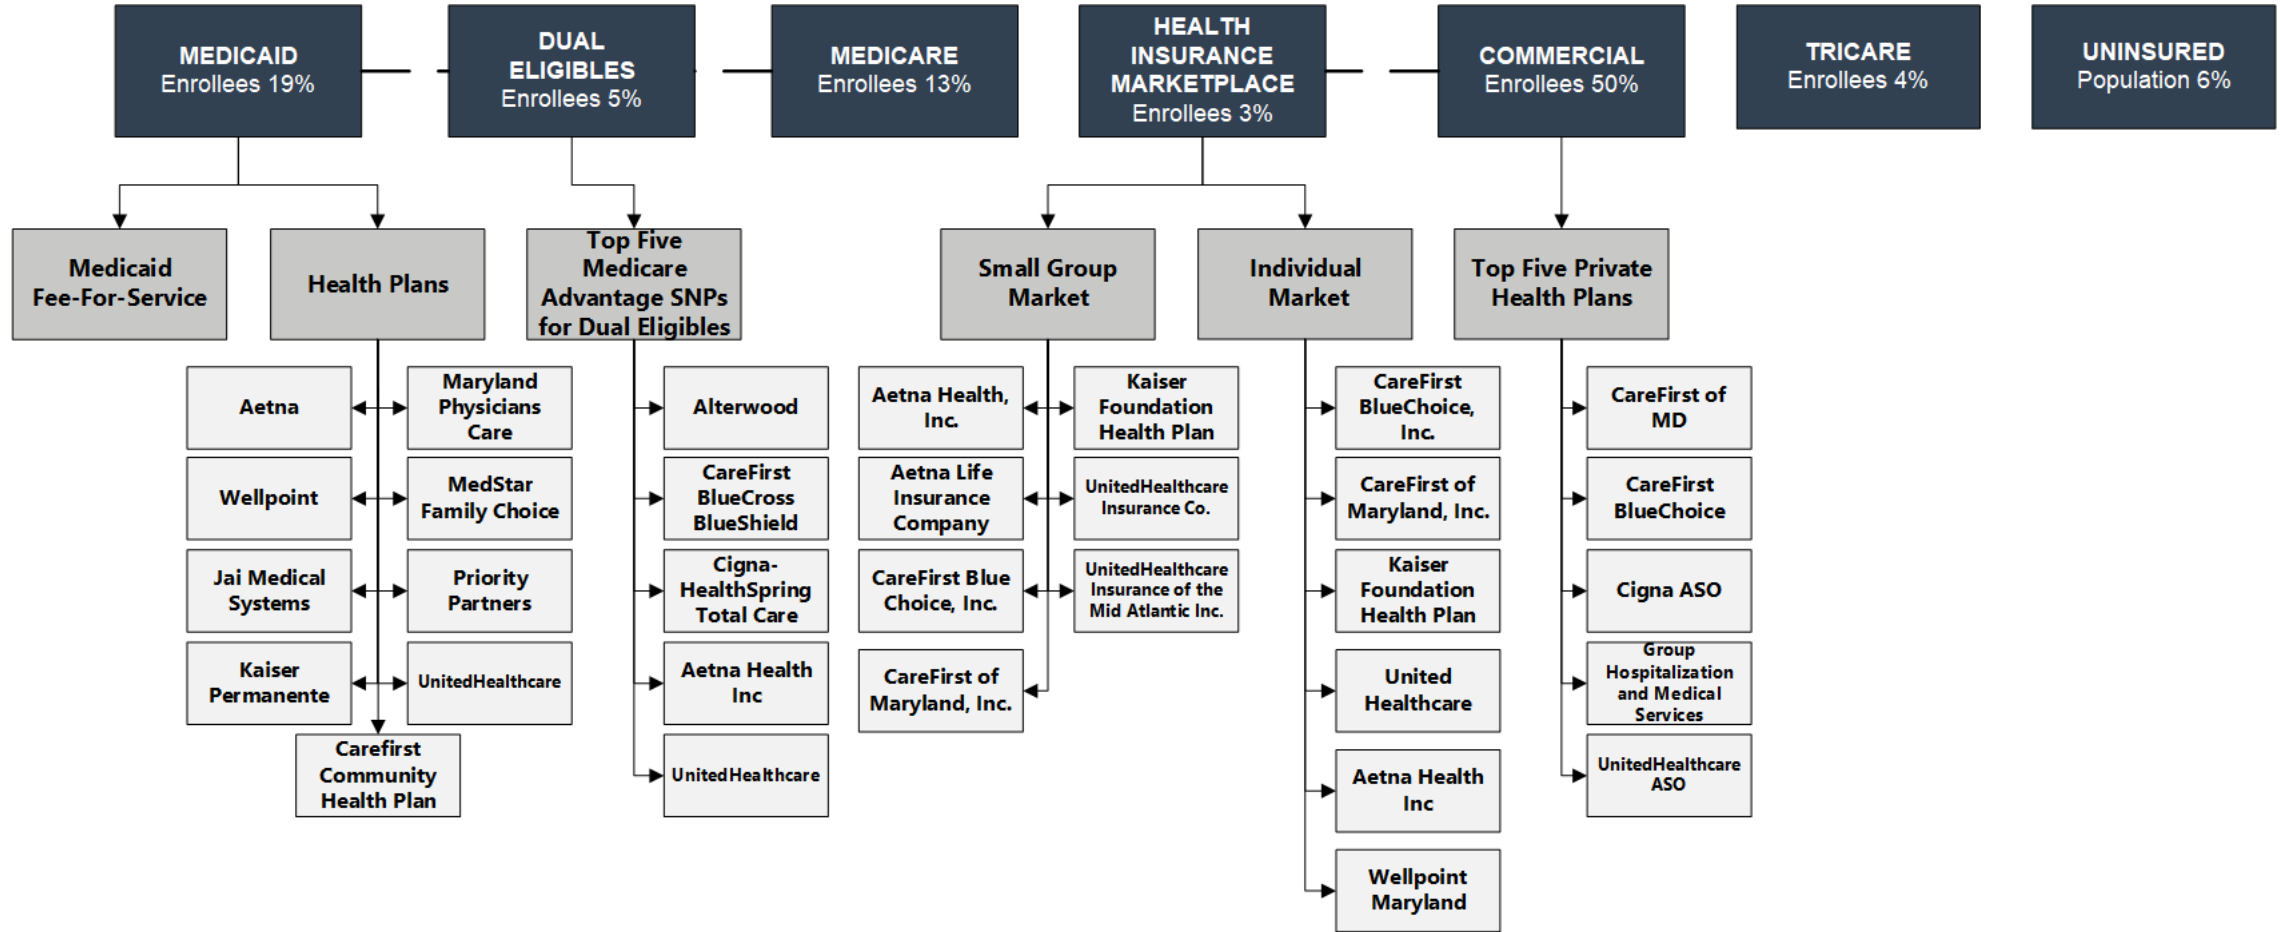 MEDICAID
Enrollees 19%
DUAL
ELIGIBLES
Enrollees 5%
MEDICARE
Enrollees 13%
HEALTH
INSURANCE
MARKETPLACE
Enrollees 3%
COMMERCIAL
Enrollees 50%
TRICARE
Enrollees 4%
UNINSURED
Population 6%
Medicaid
Fee-For-Service
Health Plans
Top Five
Medicare
Advantage SNPs
for Dual Eligibles
Small Group
Market
Individual
Market
Top Five Private
Health Plans
Aetna
Maryland
Physicians
Care
Wellpoint
MedStar
Family Choice
Jai Medical
Systems
Priority
Partners
Kaiser
Permanente
UnitedHealthcare
Carefirst
Community
Health Plan
Alterwood
CareFirst
BlueCross
BlueShield
Cigna-
HealthSpring
Total Care
Aetna Health
Inc
UnitedHealthcare
Aetna Health,
Inc.
Kaiser
Foundation
Health Plan
Aetna Life
Insurance
Company
UnitedHealthcare
Insurance Co.
CareFirst Blue
Choice, Inc.
UnitedHealthcare
Insurance of the
Mid Atlantic Inc.
CareFirst of
Maryland, Inc.
CareFirst
BlueChoice,
Inc.
CareFirst of
Maryland, Inc.
Kaiser
Foundation
Health Plan
United
Healthcare
Aetna Health
Inc
Wellpoint
Maryland
CareFirst of
MD
CareFirst
BlueChoice
Cigna ASO
Group
Hospitalization
and Medical
Services
UnitedHealthcare
ASO